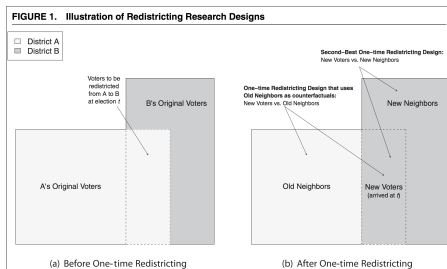 FIGURE 1. Illustration of Redistricting Research Designs
District A
District B
Voters to be
redistricted
from A to B
at election t
B's Original Voters
A's Original Voters
(a) Before One-time Redistricting
Second-Best One-time Redistricting Design:
New Voters vs. New Neighbors
One-time Redistricting Design that uses
Old Neighbors as counterfactuals:
New Voters vs. Old Neighbors
New Neighbors
Old Neighbors
New Voters
(arrived at t)
(b) After One-time Redistricting